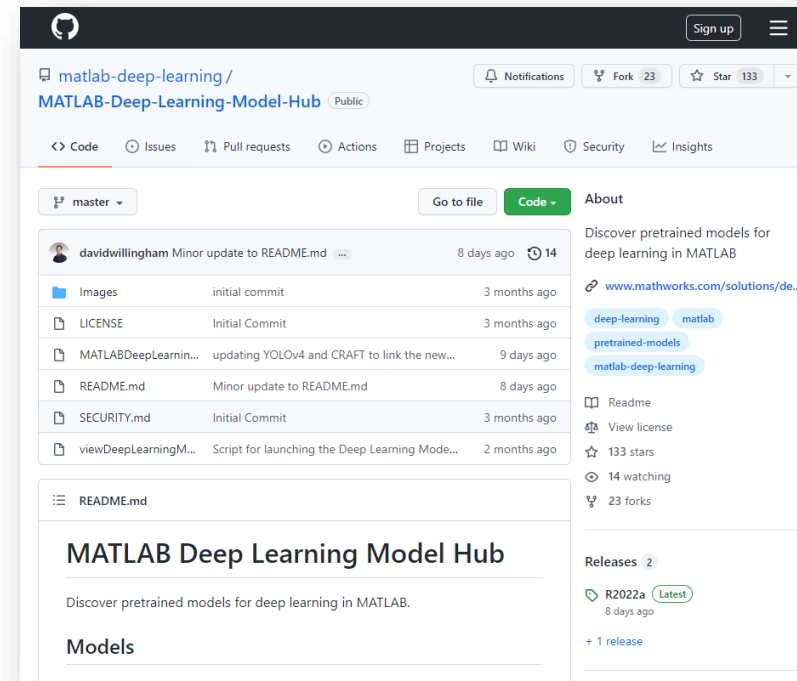 Sign up
matlab-deep-learning /
MATLAB-Deep-Learning-Model-Hub Public
Notifications Fork 23 Star 133
Code Issues Pull requests Actions Projects Wiki Security Insights
master Go to file Code
davidwillingham Minor update to README.md ... 8 days ago 14
Images initial commit 3 months ago
LICENSE Initial Commit 3 months ago
MATLABDeepLearnin... updating YOLOv4 and CRAFT to link the new... 9 days ago
README.md Minor update to README.md 8 days ago
SECURITY.md Initial Commit 3 months ago
viewDeepLearningM... Script for launching the Deep Learning Mode... 2 months ago
README.md
MATLAB Deep Learning Model Hub
Discover pretrained models for deep learning in MATLAB.
Models
About
Discover pretrained models for
deep learning in MATLAB
www.mathworks.com/solutions/de...
deep-learning matlab
pretrained-models
matlab-deep-learning
Readme
View license
133 stars
14 watching
23 forks
Releases 2
R2022a Latest
8 days ago
+ 1 release